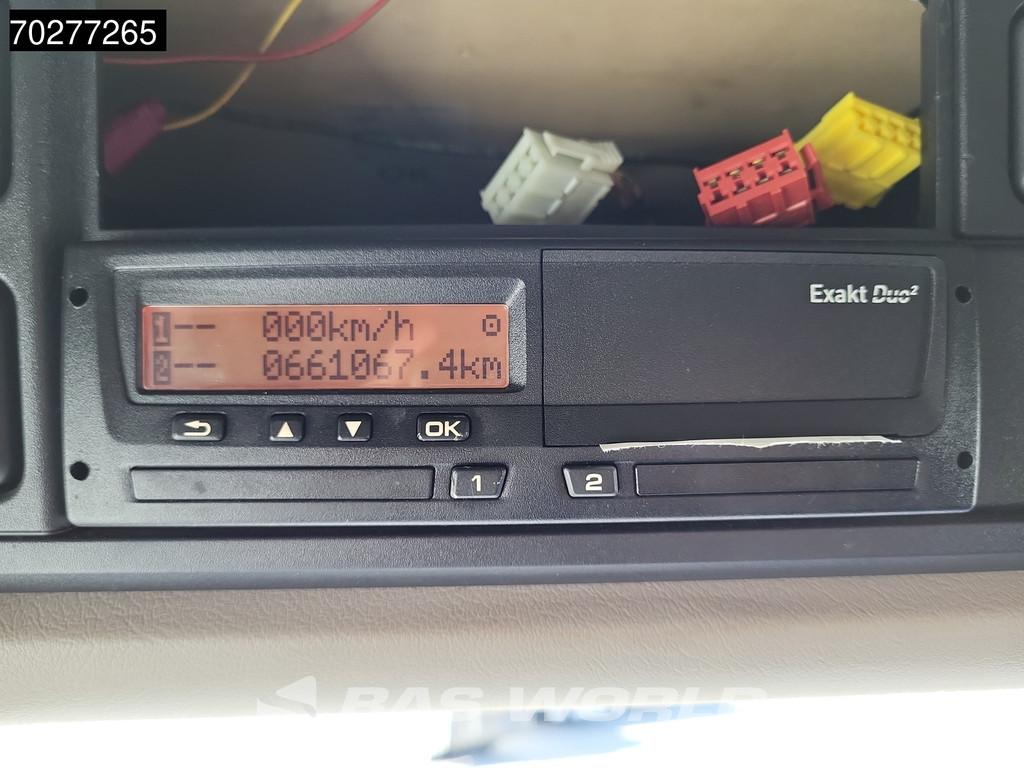 70277265
Exakt Duo²
1-- 000km/h
2-- 0661067.4km
▲ ▼ OK
1 2
BAS WORLD